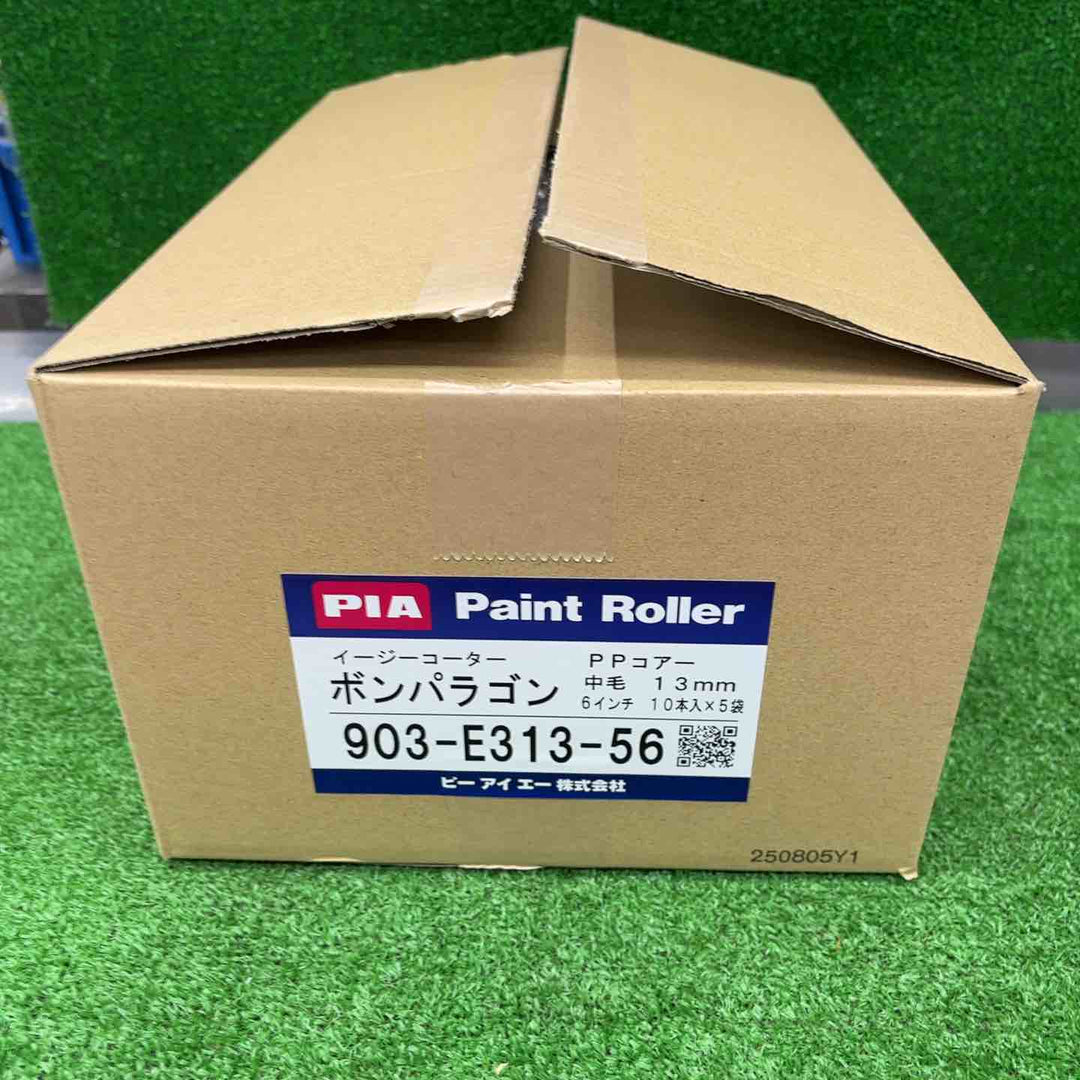 PIA Paint Roller
イージーコーター PPコアー
ボンパラゴン 中毛 13mm
6インチ 10本入×5袋
903-E313-56
ピー アイ エー 株式会社
250805Y1